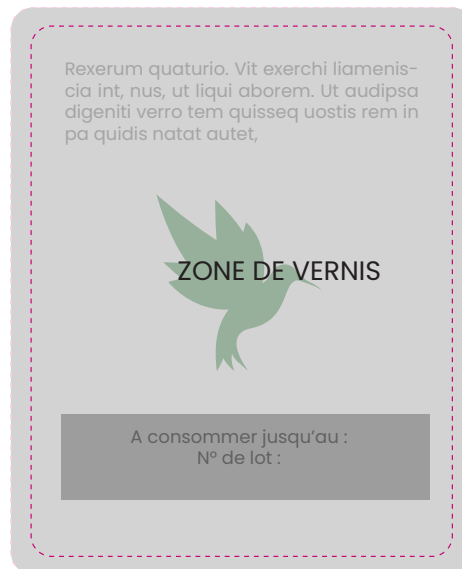 Rexerum quaturio. Vit exerchi liamenis-
cia int, nus, ut liqui aborem. Ut audipsa
digeniti verro tem quisseq uostis rem in
pa quidis natat autet,
ZONE DE VERNIS
A consommer jusqu’au :
N° de lot :